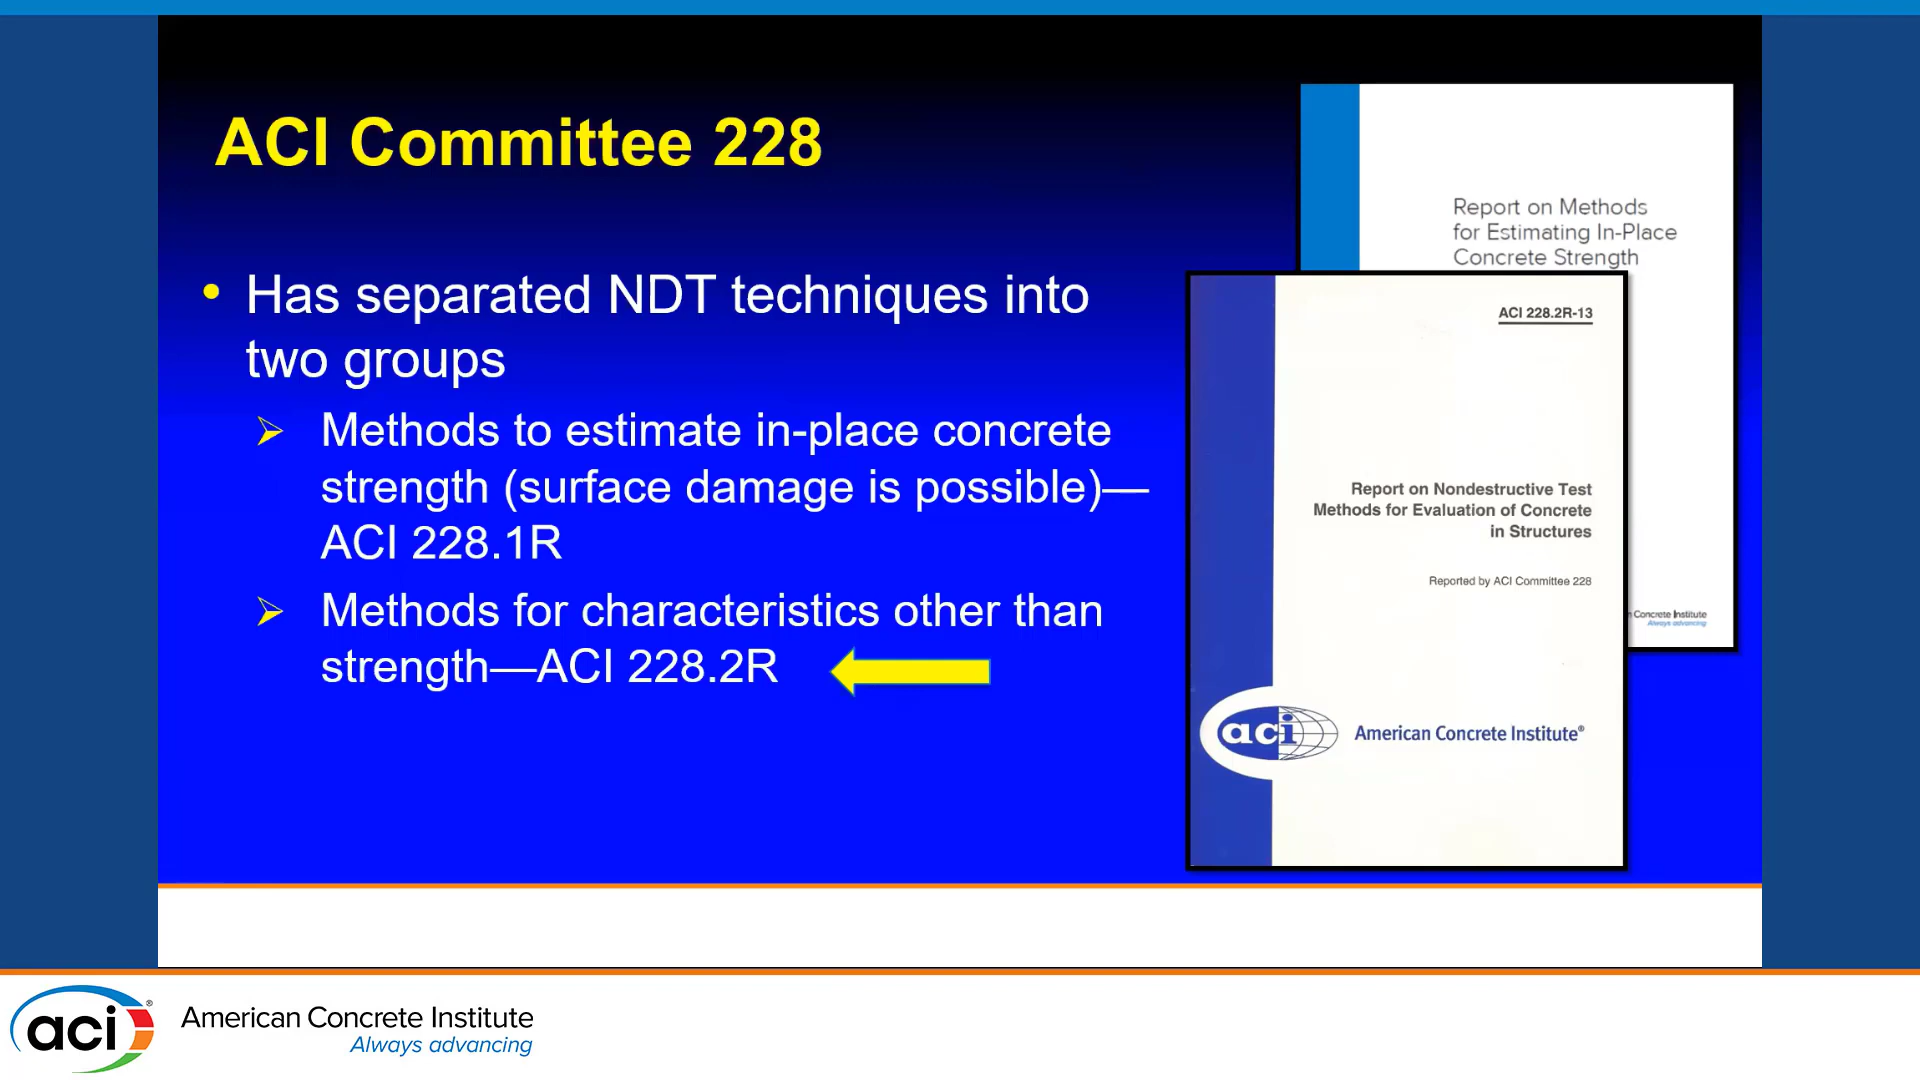 ACI Committee 228
• Has separated NDT techniques into
two groups
➢ Methods to estimate in-place concrete
strength (surface damage is possible)—
ACI 228.1R
➢ Methods for characteristics other than
strength—ACI 228.2R
Report on Methods
for Estimating In-Place
Concrete Strength
Concrete Institute
Always advancing
ACI 228.2R-13
Report on Nondestructive Test
Methods for Evaluation of Concrete
in Structures
Reported by ACI Committee 228
aci American Concrete Institute®
aci® American Concrete Institute
Always advancing